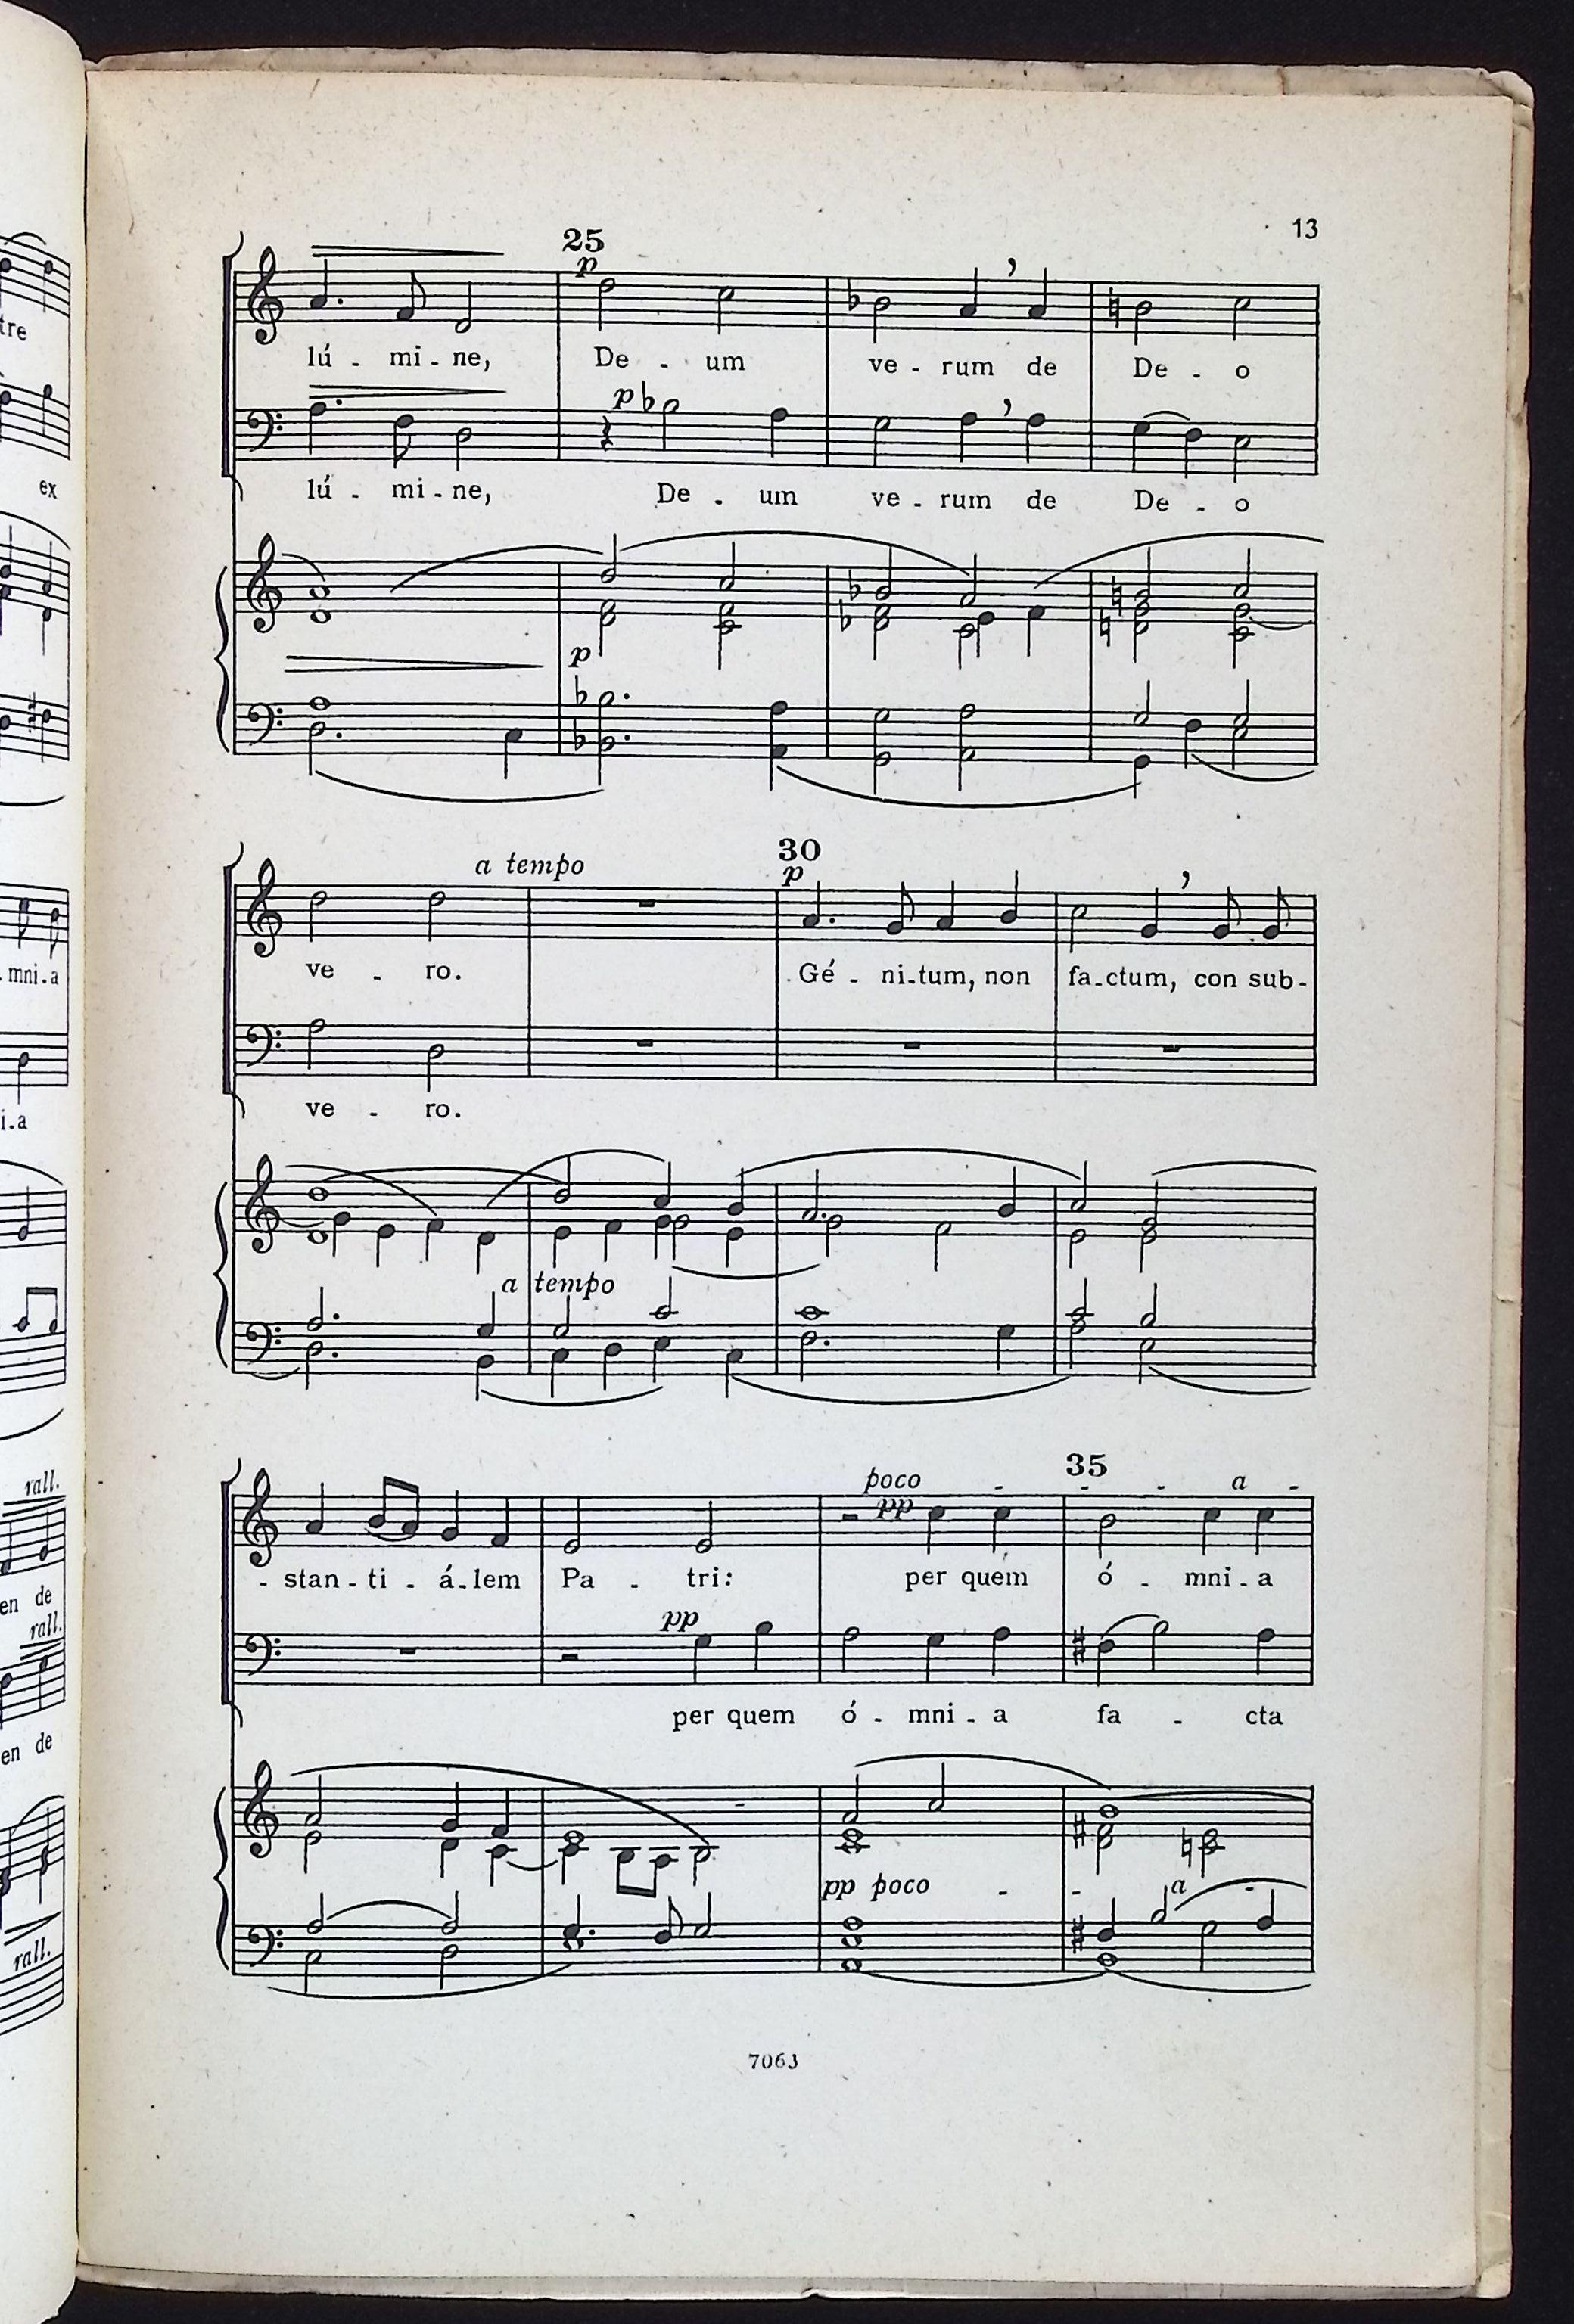 13
25
p
lú - mi - ne, De - um ve - rum de De - o
p
lú - mi - ne, De - um ve - rum de De - o
p
a tempo
30
p
ve - ro. Gé - ni - tum, non fa - ctum, con sub -
ve - ro.
a tempo
35
poco - - - a -
pp
- stan - ti - á - lem Pa - tri: per quem ó - mni - a
pp
per quem ó - mni - a fa - cta
pp poco - - a -
tre
ex
mni - a
i - a
rall.
en de
rall.
en de
rall.